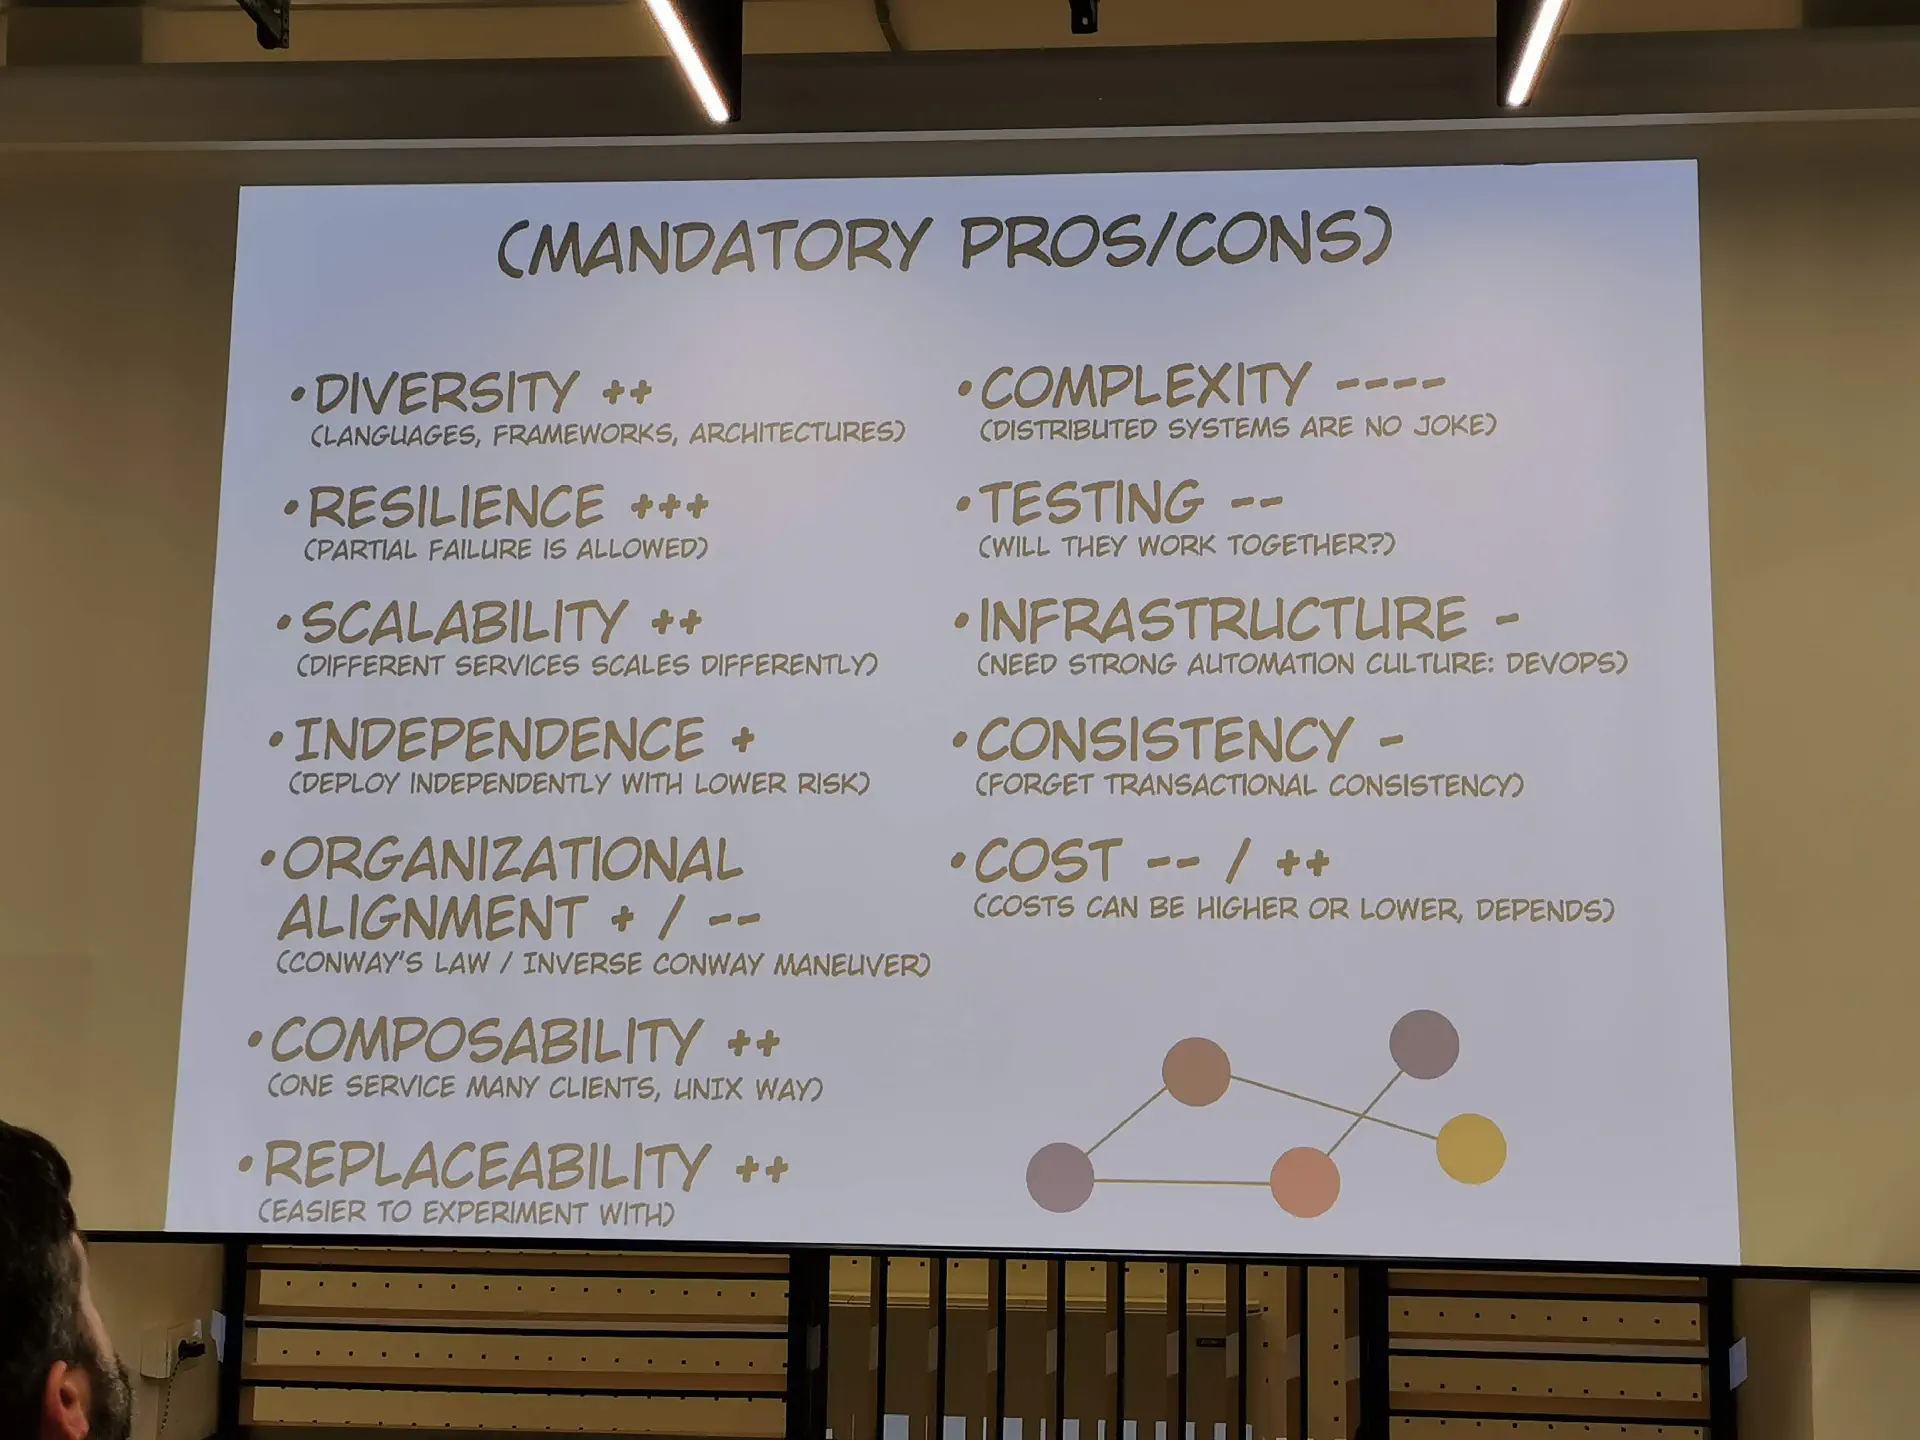 (MANDATORY PROS/CONS)
• DIVERSITY ++
(LANGUAGES, FRAMEWORKS, ARCHITECTURES)
• RESILIENCE +++
(PARTIAL FAILURE IS ALLOWED)
• SCALABILITY ++
(DIFFERENT SERVICES SCALES DIFFERENTLY)
• INDEPENDENCE +
(DEPLOY INDEPENDENTLY WITH LOWER RISK)
• ORGANIZATIONAL
ALIGNMENT + / --
(CONWAY'S LAW / INVERSE CONWAY MANEUVER)
• COMPOSABILITY ++
(ONE SERVICE MANY CLIENTS, UNIX WAY)
• REPLACEABILITY ++
(EASIER TO EXPERIMENT WITH)
• COMPLEXITY ----
(DISTRIBUTED SYSTEMS ARE NO JOKE)
• TESTING --
(WILL THEY WORK TOGETHER?)
• INFRASTRUCTURE -
(NEED STRONG AUTOMATION CULTURE: DEVOPS)
• CONSISTENCY -
(FORGET TRANSACTIONAL CONSISTENCY)
• COST -- / ++
(COSTS CAN BE HIGHER OR LOWER, DEPENDS)